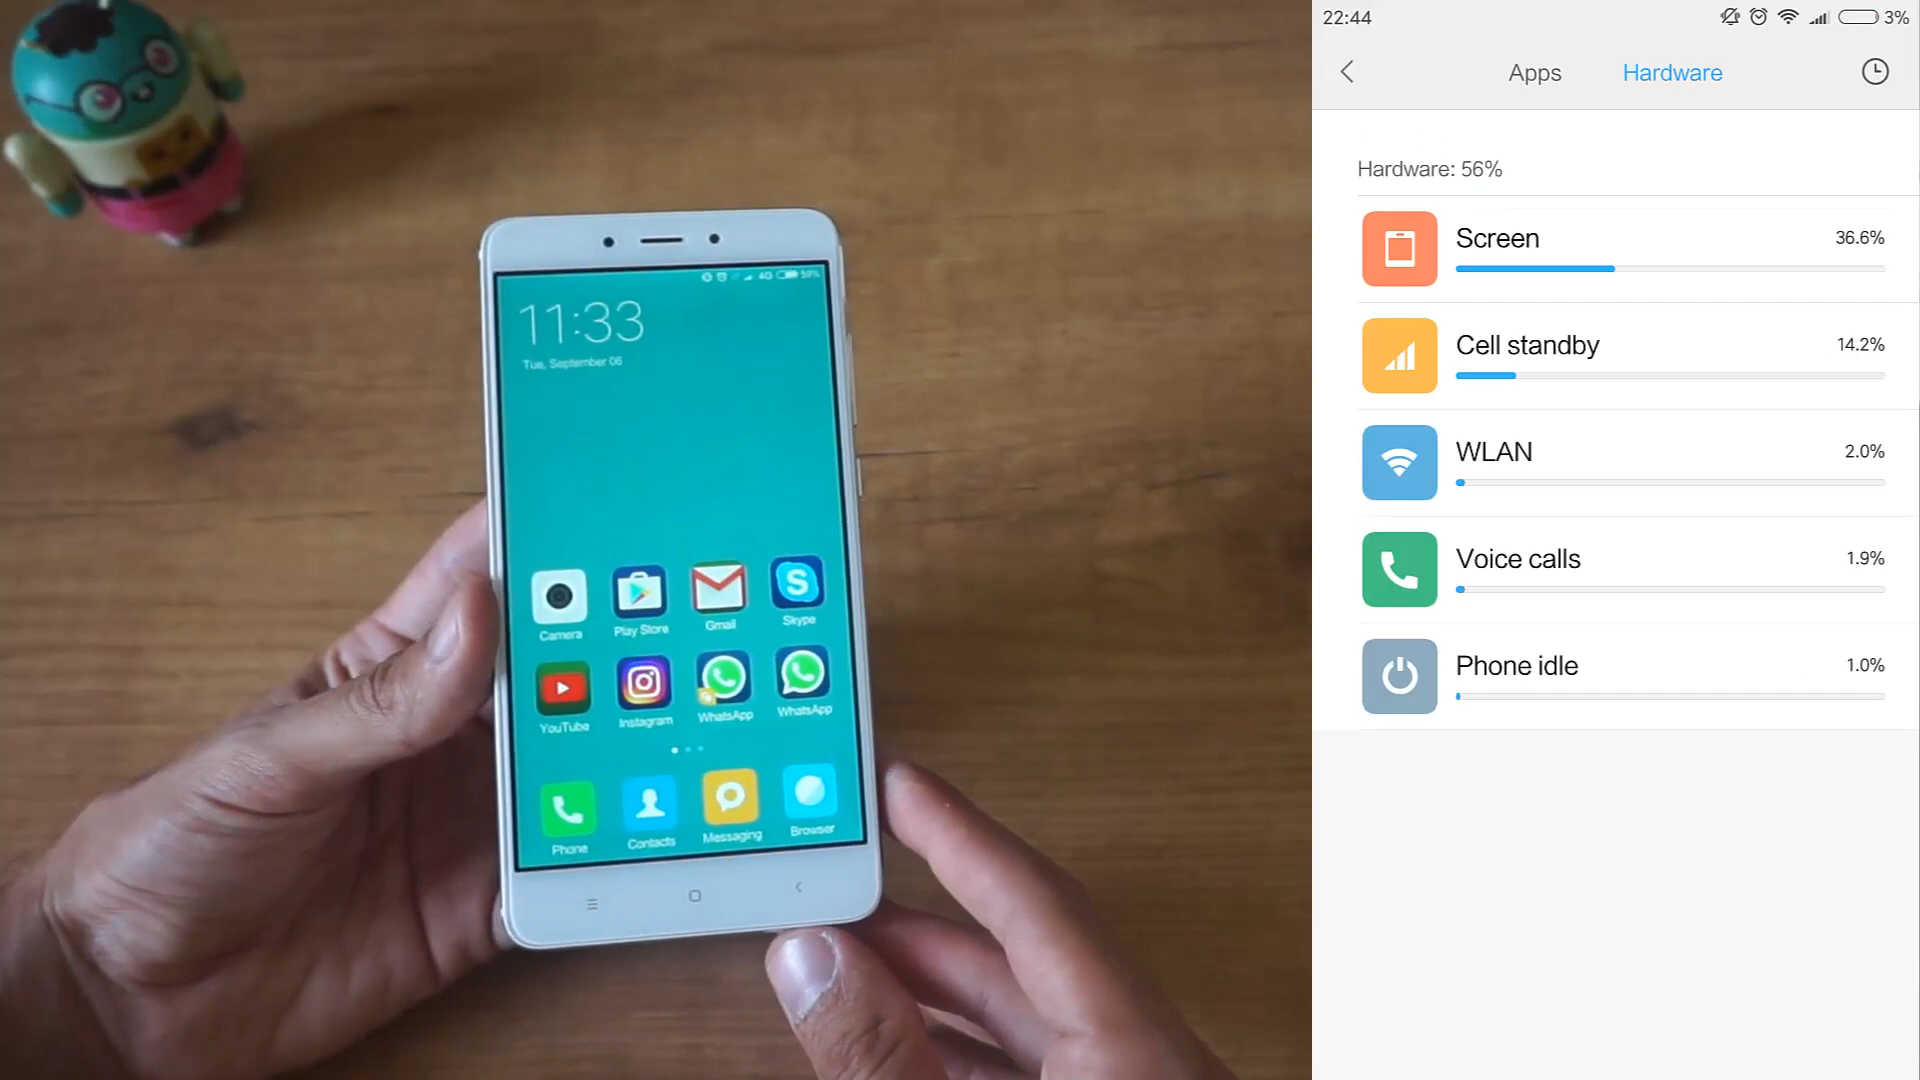 4G 59%
11:33
Tue, September 06
Camera
Play Store
Gmail
Skype
YouTube
Instagram
WhatsApp
WhatsApp
Phone
Contacts
Messaging
Browser
22:44
3%
Apps
Hardware
Hardware: 56%
Screen
36.6%
Cell standby
14.2%
WLAN
2.0%
Voice calls
1.9%
Phone idle
1.0%